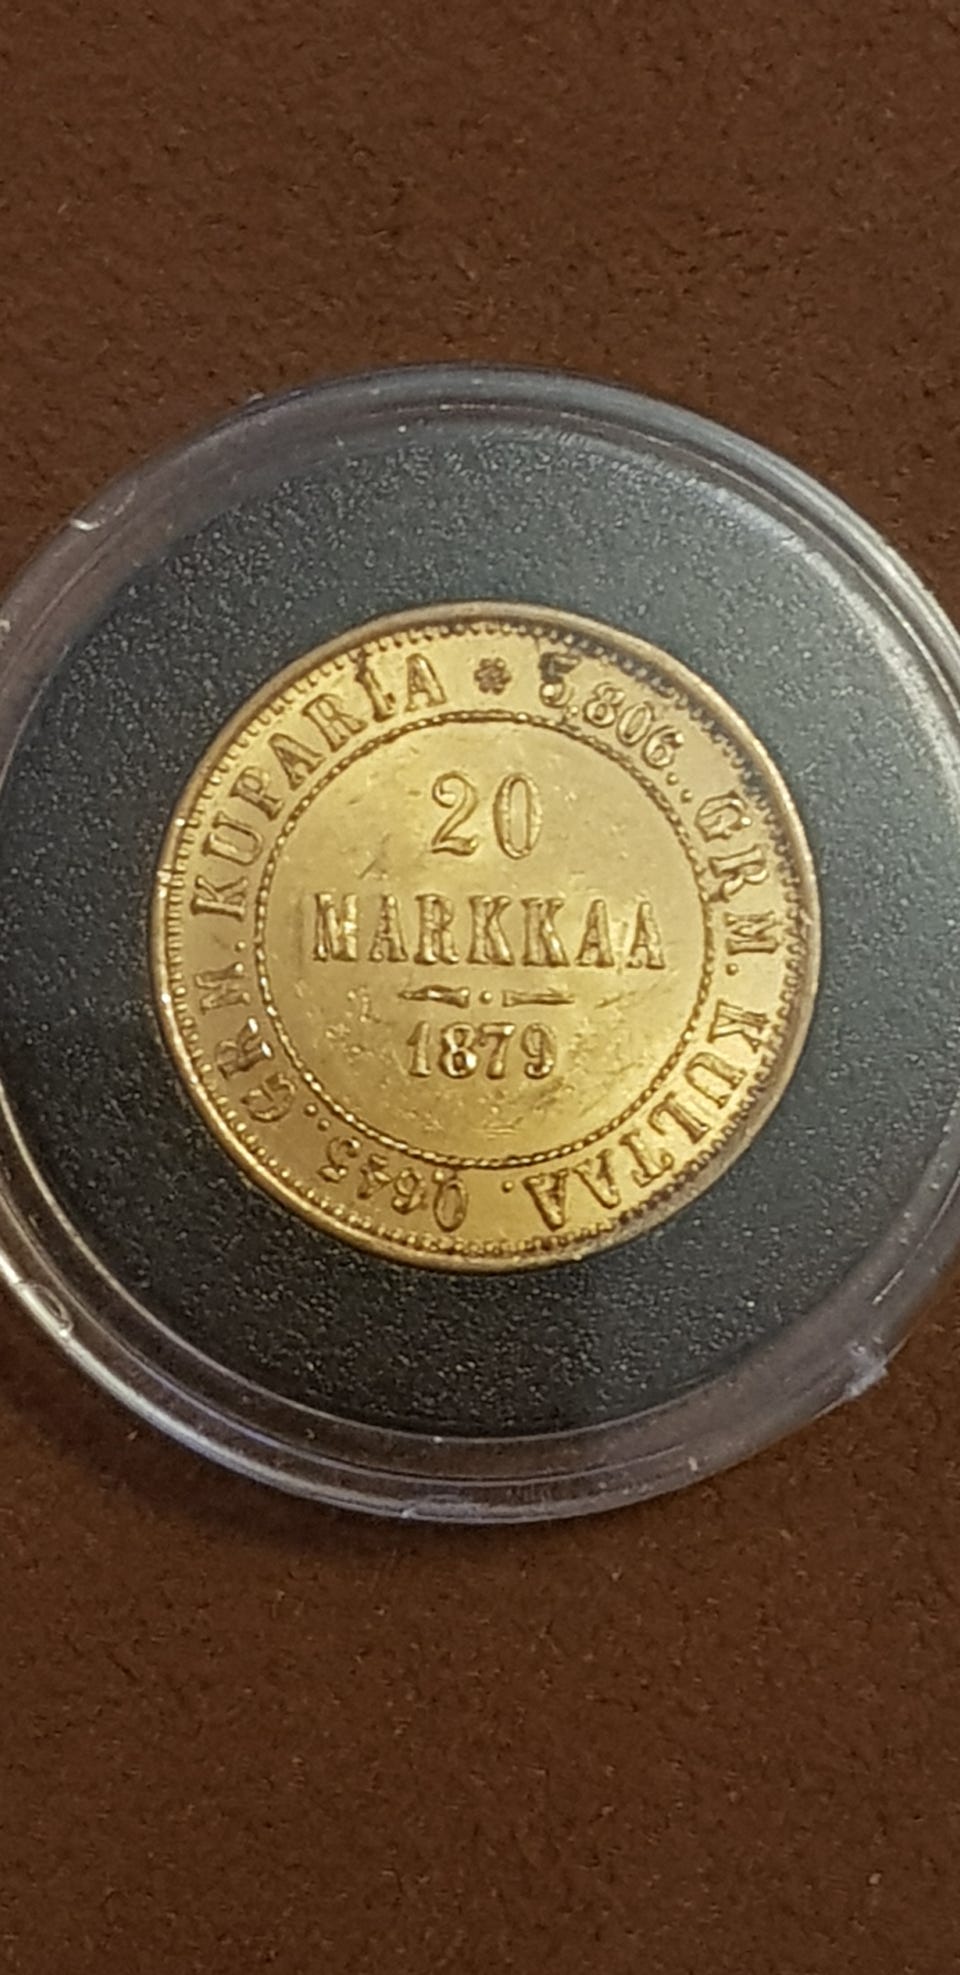 20
MARKKAA
1879
* 5,806. GRM. KULTAA. 0,645. GRM. KUPARIA